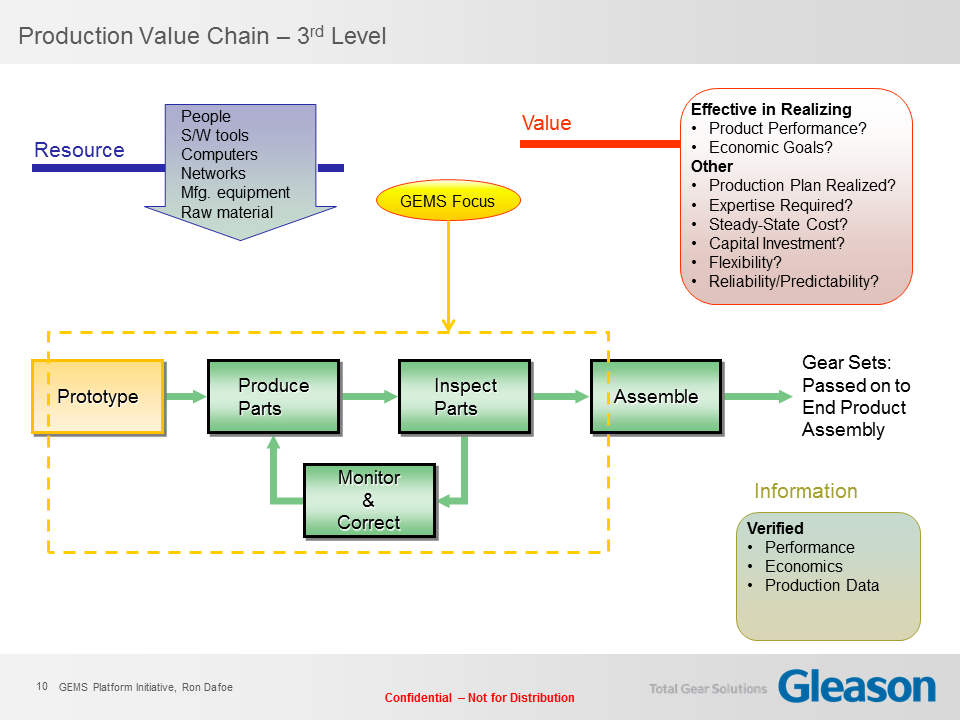 Production Value Chain – 3rd Level
Resource
People
S/W tools
Computers
Networks
Mfg. equipment
Raw material
Value
Effective in Realizing
• Product Performance?
• Economic Goals?
Other
• Production Plan Realized?
• Expertise Required?
• Steady-State Cost?
• Capital Investment?
• Flexibility?
• Reliability/Predictability?
GEMS Focus
Prototype
Produce
Parts
Inspect
Parts
Assemble
Gear Sets:
Passed on to
End Product
Assembly
Monitor
&
Correct
Information
Verified
• Performance
• Economics
• Production Data
10 GEMS Platform Initiative, Ron Dafoe
Confidential – Not for Distribution
Total Gear Solutions
Gleason